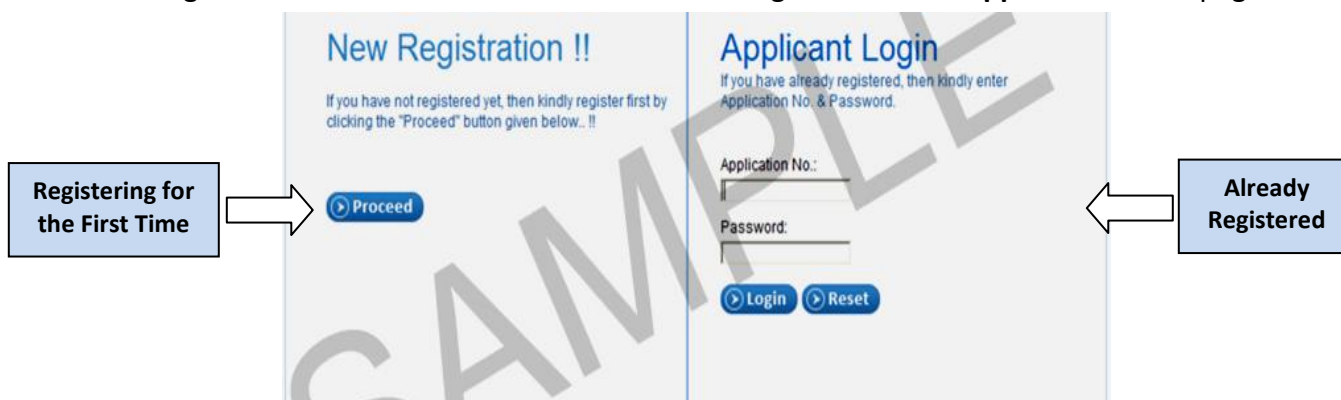 New Registration !!
If you have not registered yet, then kindly register first by
clicking the "Proceed" button given below.. !!
Registering for
the First Time
Proceed
Applicant Login
If you have already registered, then kindly enter
Application No. & Password.
Application No.:
Password:
Login Reset
Already
Registered
SAMPLE